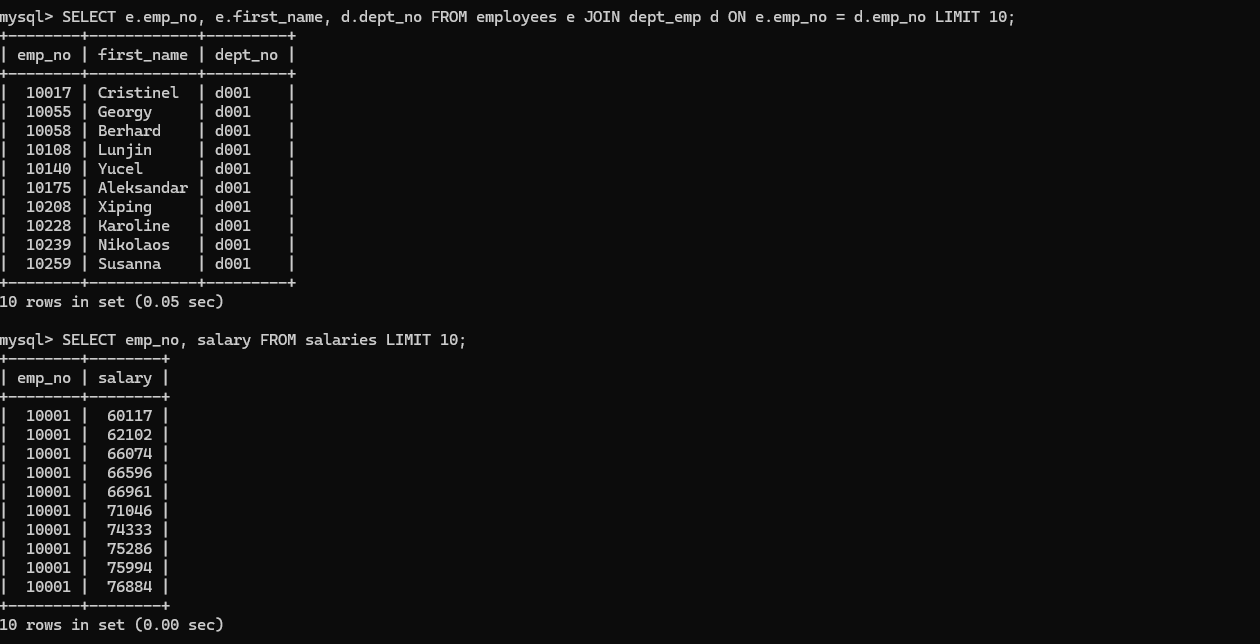 mysql> SELECT e.emp_no, e.first_name, d.dept_no FROM employees e JOIN dept_emp d ON e.emp_no = d.emp_no LIMIT 10;
+--------+------------+---------+
| emp_no | first_name | dept_no |
+--------+------------+---------+
|  10017 | Cristinel  | d001    |
|  10055 | Georgy     | d001    |
|  10058 | Berhard    | d001    |
|  10108 | Lunjin     | d001    |
|  10140 | Yucel      | d001    |
|  10175 | Aleksandar | d001    |
|  10208 | Xiping     | d001    |
|  10228 | Karoline   | d001    |
|  10239 | Nikolaos   | d001    |
|  10259 | Susanna    | d001    |
+--------+------------+---------+
10 rows in set (0.05 sec)

mysql> SELECT emp_no, salary FROM salaries LIMIT 10;
+--------+--------+
| emp_no | salary |
+--------+--------+
|  10001 |  60117 |
|  10001 |  62102 |
|  10001 |  66074 |
|  10001 |  66596 |
|  10001 |  66961 |
|  10001 |  71046 |
|  10001 |  74333 |
|  10001 |  75286 |
|  10001 |  75994 |
|  10001 |  76884 |
+--------+--------+
10 rows in set (0.00 sec)